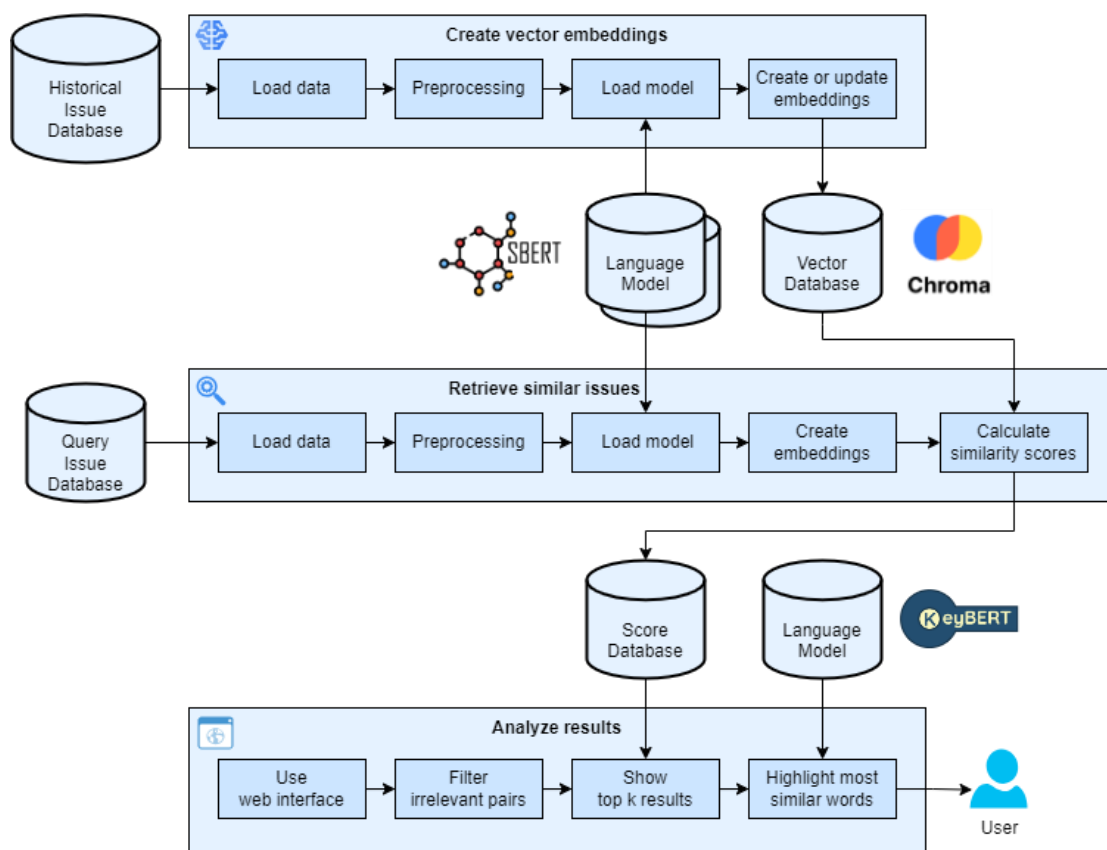 Create vector embeddings
Historical
Issue
Database
Load data
Preprocessing
Load model
Create or update
embeddings
SBERT
Language
Model
Vector
Database
Chroma
Retrieve similar issues
Query
Issue
Database
Load data
Preprocessing
Load model
Create
embeddings
Calculate
similarity scores
Score
Database
Language
Model
KeyBERT
Analyze results
Use
web interface
Filter
irrelevant pairs
Show
top k results
Highlight most
similar words
User